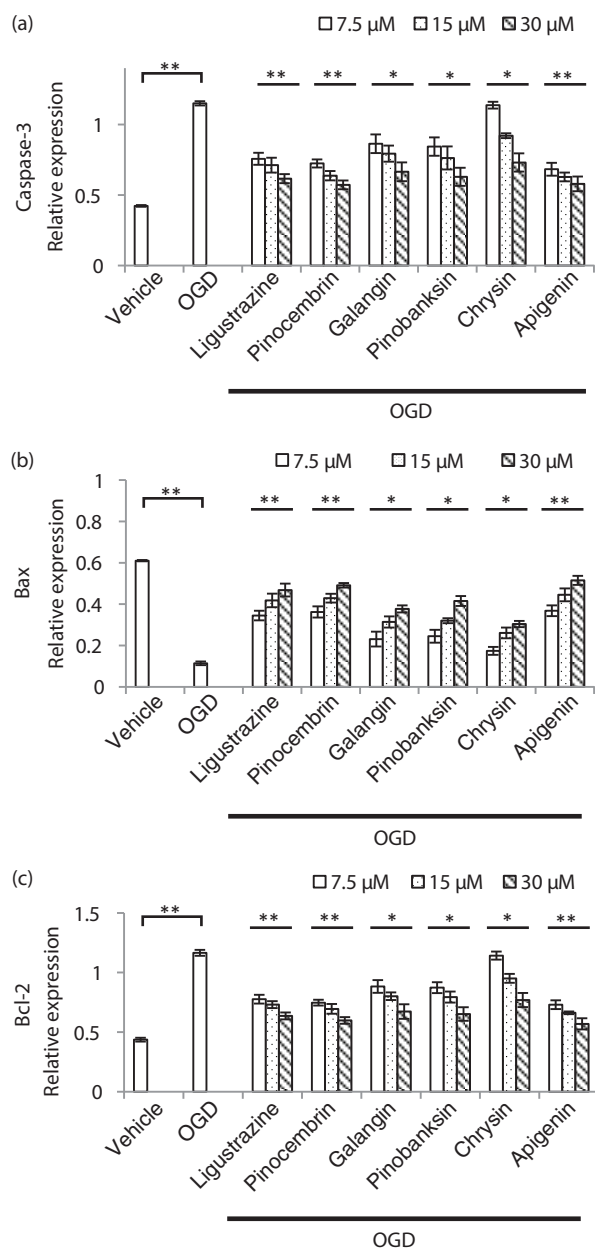 (a)
7.5 µM 15 µM 30 µM
** ** ** * * * **
Caspase-3
Relative expression
1
0.5
0
Vehicle OGD Ligustrazine Pinocembrin Galangin Pinobanksin Chrysin Apigenin
OGD
(b)
7.5 µM 15 µM 30 µM
** ** ** * * * **
Bax
Relative expression
1
0.8
0.6
0.4
0.2
0
Vehicle OGD Ligustrazine Pinocembrin Galangin Pinobanksin Chrysin Apigenin
OGD
(c)
7.5 µM 15 µM 30 µM
** ** ** * * * **
Bcl-2
Relative expression
1.5
1
0.5
0
Vehicle OGD Ligustrazine Pinocembrin Galangin Pinobanksin Chrysin Apigenin
OGD